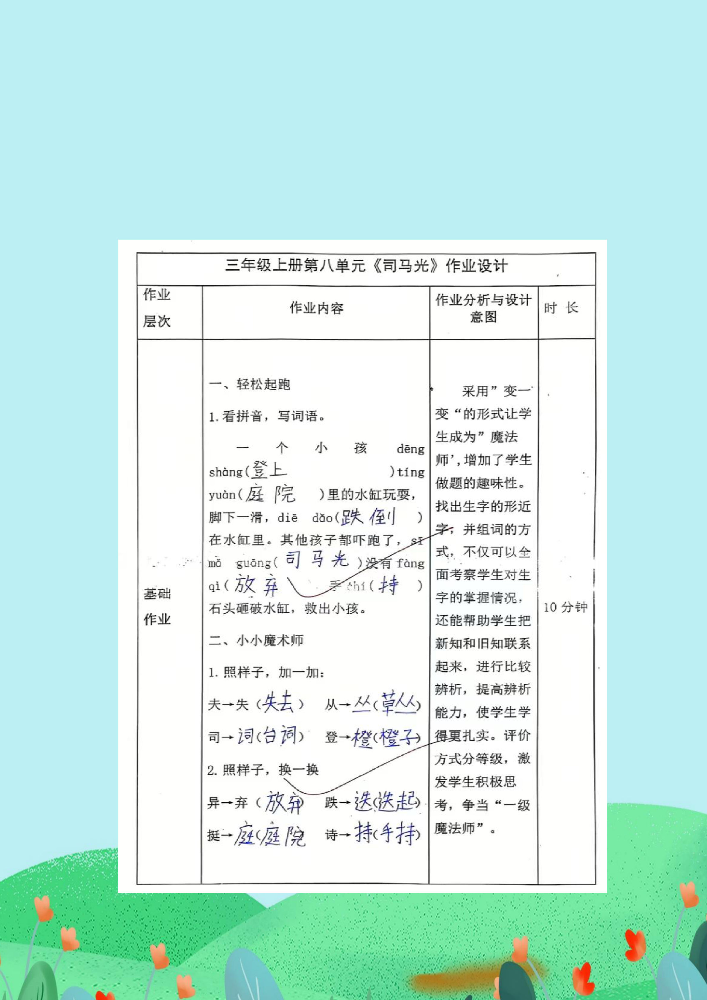 三年级上册第八单元《司马光》作业设计
作业
层次
作业内容
作业分析与设计
意图
时 长
基础
作业
一、轻松起跑
1.看拼音，写词语。
一 个 小 孩 dēng
shàng(登上 )tíng
yuàn(庭院 )里的水缸玩耍，
脚下一滑，diē dǎo(跌倒 )
在水缸里。其他孩子都吓跑了，sī
mǎ guāng(司马光)没有 fàng
qì(放弃 手 chí(持 )
石头砸破水缸，救出小孩。
二、小小魔术师
1.照样子，加一加：
夫→失（失去） 从→丛(草丛)
司→词(台词) 登→橙(橙子)
2.照样子，换一换
异→弃（放弃） 跌→迭(迭起)
挺→庭(庭院) 诗→持(手持)
采用”变一
变“的形式让学
生成为”魔法
师’,增加了学生
做题的趣味性。
找出生字的形近
字，并组词的方
式，不仅可以全
面考察学生对生
字的掌握情况，
还能帮助学生把
新知和旧知联系
起来，进行比较
辨析，提高辨析
能力，使学生学
得更扎实。评价
方式分等级，激
发学生积极思
考，争当“一级
魔法师”。
10 分钟